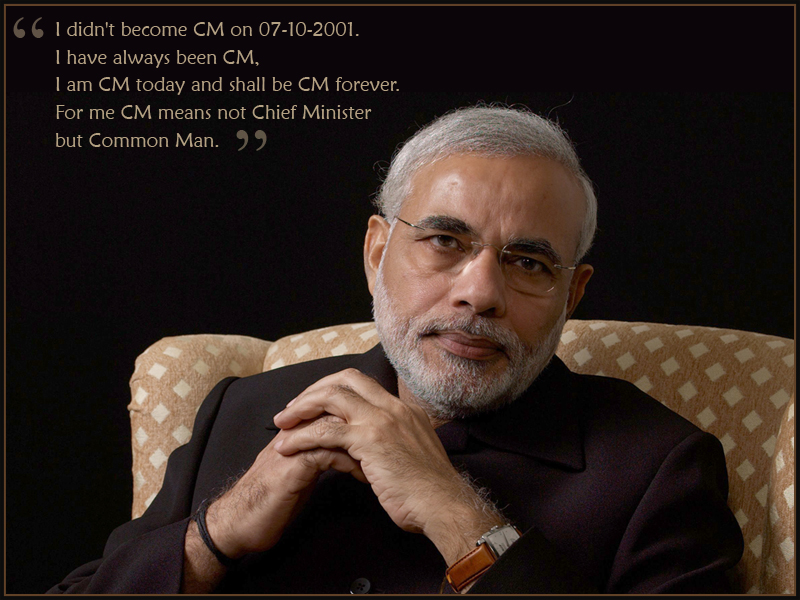 “ I didn't become CM on 07-10-2001.
I have always been CM,
I am CM today and shall be CM forever.
For me CM means not Chief Minister
but Common Man. ”